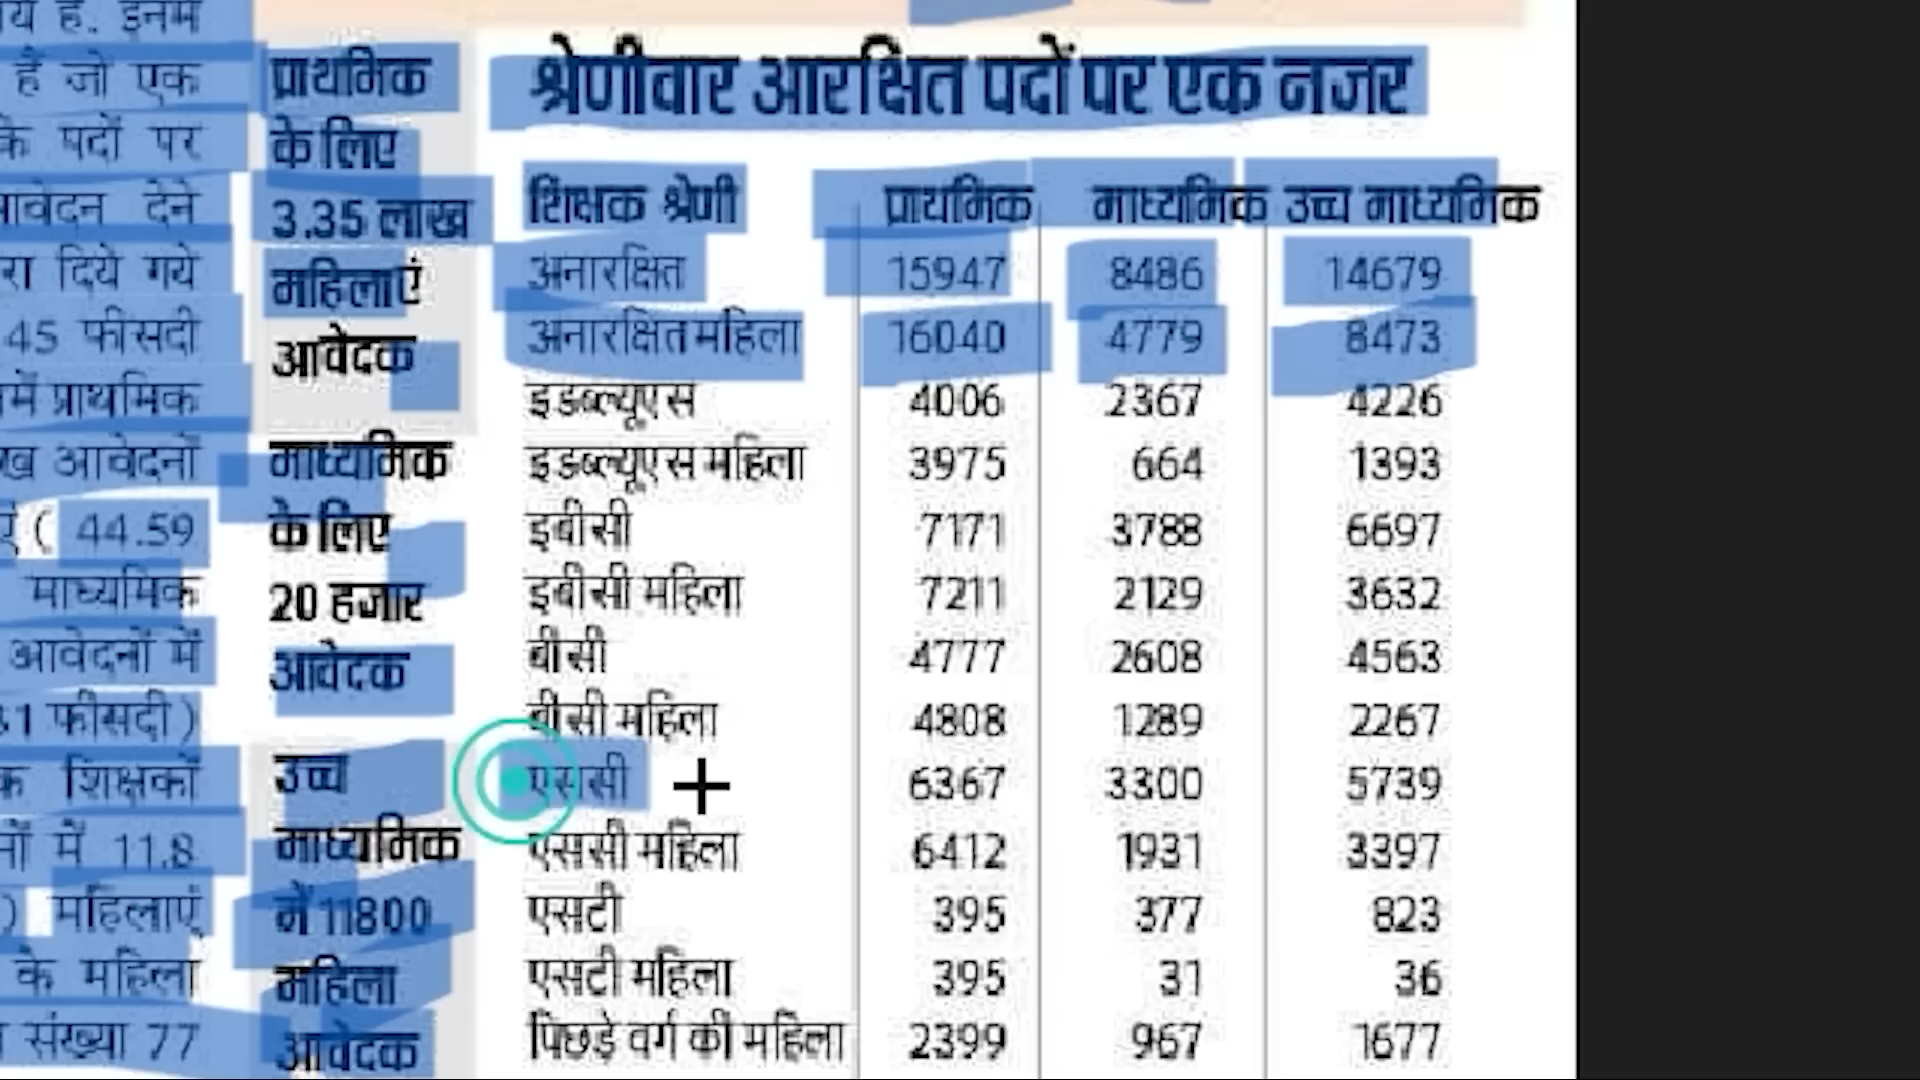 ये हैं. इनमें
हैं जो एक
के पदों पर
आवेदन देने
दिये गये
45 फीसदी
में प्राथमिक
आवेदनों
( 44.59
माध्यमिक
आवेदनों में
फीसदी)
शिक्षकों
में 11.8
) महिलाएं
के महिला
संख्या 77
प्राथमिक
के लिए
3.35 लाख
महिलाएं
आवेदक
माध्यमिक
के लिए
20 हजार
आवेदक
उच्च
माध्यमिक
में 11800
महिला
आवेदक
श्रेणीवार आरक्षित पदों पर एक नजर
शिक्षक श्रेणी प्राथमिक माध्यमिक उच्च माध्यमिक
अनारक्षित 15947 8486 14679
अनारक्षित महिला 16040 4779 8473
इडब्ल्यूएस 4006 2367 4226
इडब्ल्यूएस महिला 3975 664 1393
इबीसी 7171 3788 6697
इबीसी महिला 7211 2129 3632
बीसी 4777 2608 4563
बीसी महिला 4808 1289 2267
एससी 6367 3300 5739
एससी महिला 6412 1931 3397
एसटी 395 377 823
एसटी महिला 395 31 36
पिछड़े वर्ग की महिला 2399 967 1677